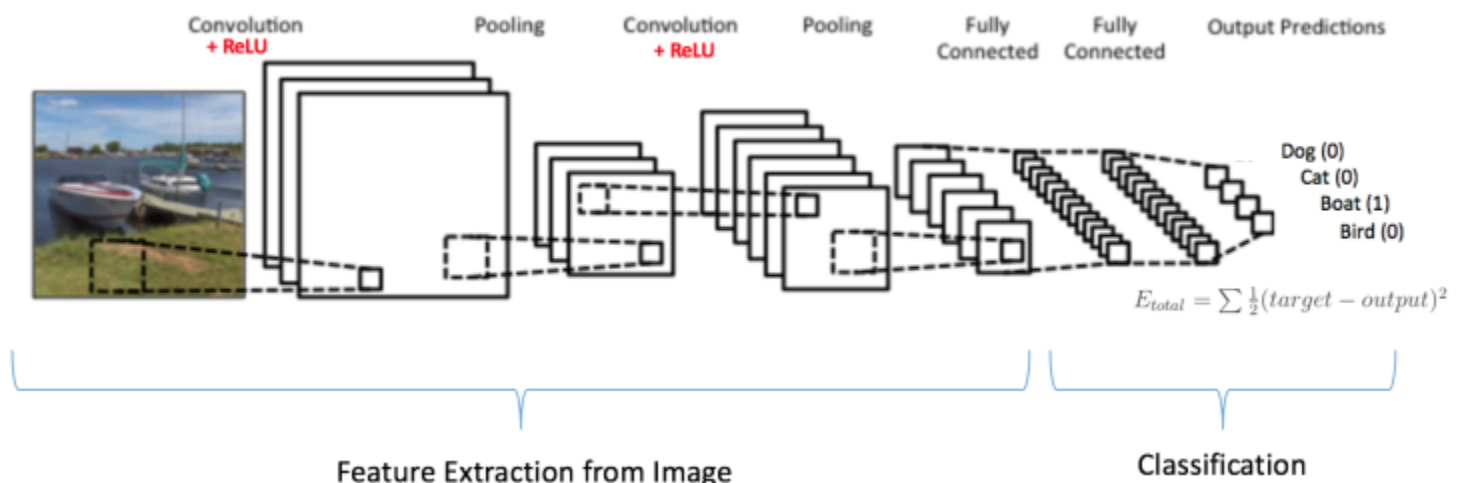 Convolution
+ ReLU
Pooling
Convolution
+ ReLU
Pooling
Fully
Connected
Fully
Connected
Output Predictions
Dog (0)
Cat (0)
Boat (1)
Bird (0)
E_total = ∑ ½(target − output)²
Feature Extraction from Image
Classification